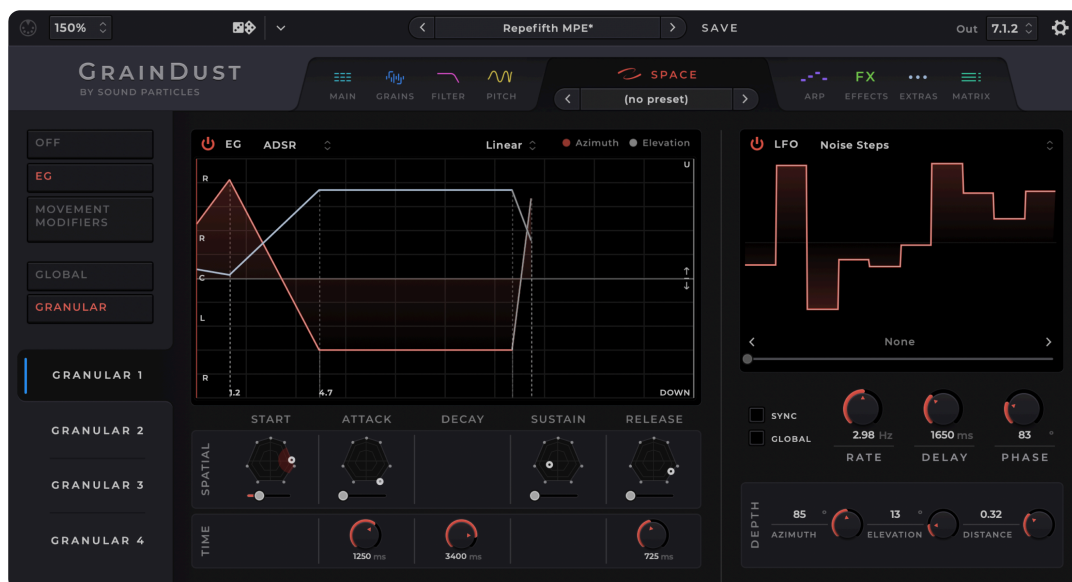 150%
Repefifth MPE*
SAVE
Out 7.1.2
GRAINDUST
BY SOUND PARTICLES
MAIN GRAINS FILTER PITCH
SPACE
(no preset)
ARP EFFECTS EXTRAS MATRIX
FX
OFF
EG
MOVEMENT
MODIFIERS
GLOBAL
GRANULAR
GRANULAR 1
GRANULAR 2
GRANULAR 3
GRANULAR 4
EG ADSR Linear Azimuth Elevation
R U
R
C
L
R
1.2 4.7 DOWN
START ATTACK DECAY SUSTAIN RELEASE
SPATIAL
TIME
1250 ms 3400 ms 725 ms
LFO Noise Steps
None
SYNC
GLOBAL
2.98 Hz 1650 ms 83 °
RATE DELAY PHASE
DEPTH
85 ° 13 ° 0.32
AZIMUTH ELEVATION DISTANCE